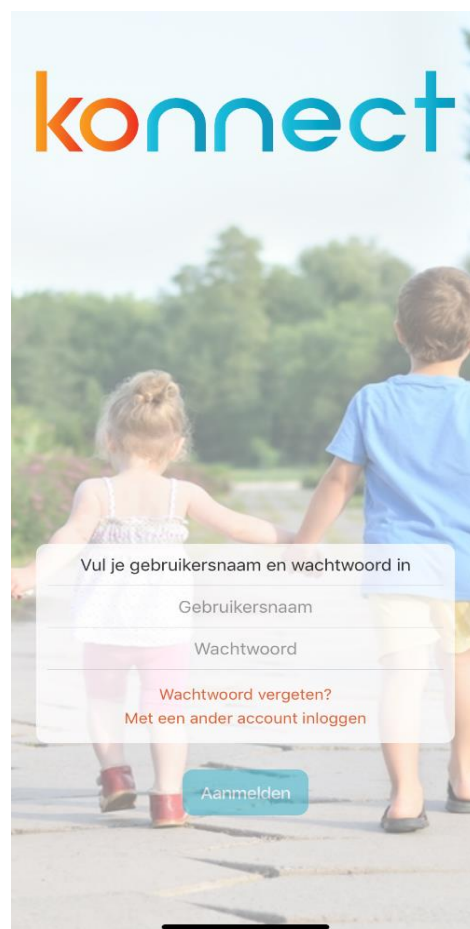 konnect
Vul je gebruikersnaam en wachtwoord in
Gebruikersnaam
Wachtwoord
Wachtwoord vergeten?
Met een ander account inloggen
Aanmelden